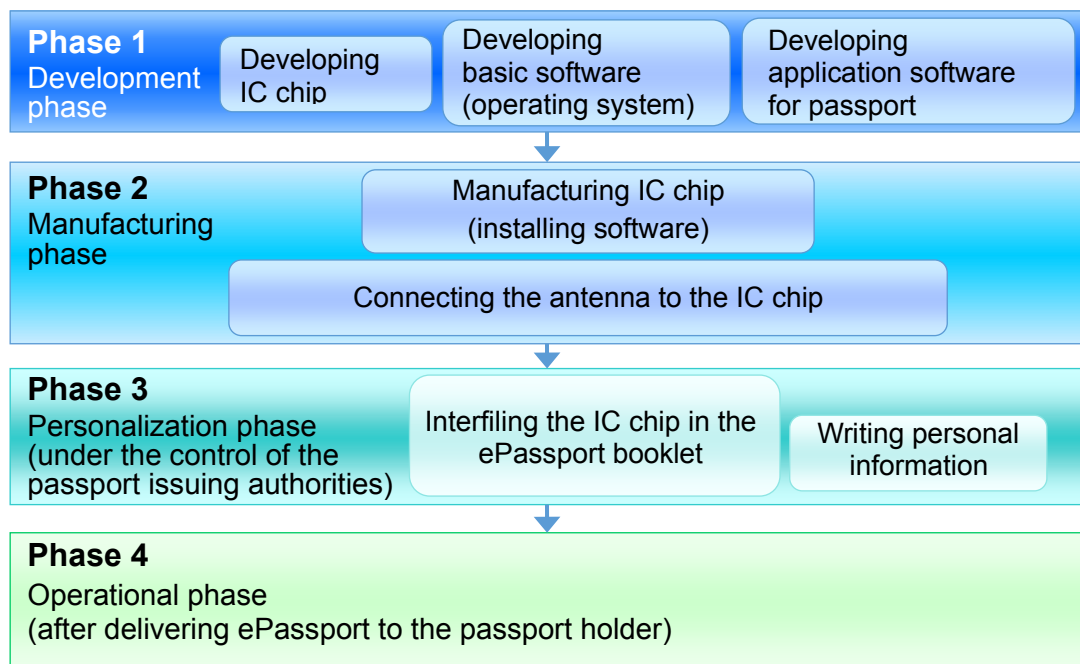 Phase 1
Development
phase
Developing
IC chip
Developing
basic software
(operating system)
Developing
application software
for passport
Phase 2
Manufacturing
phase
Manufacturing IC chip
(installing software)
Connecting the antenna to the IC chip
Phase 3
Personalization phase
(under the control of the
passport issuing authorities)
Interfiling the IC chip in the
ePassport booklet
Writing personal
information
Phase 4
Operational phase
(after delivering ePassport to the passport holder)